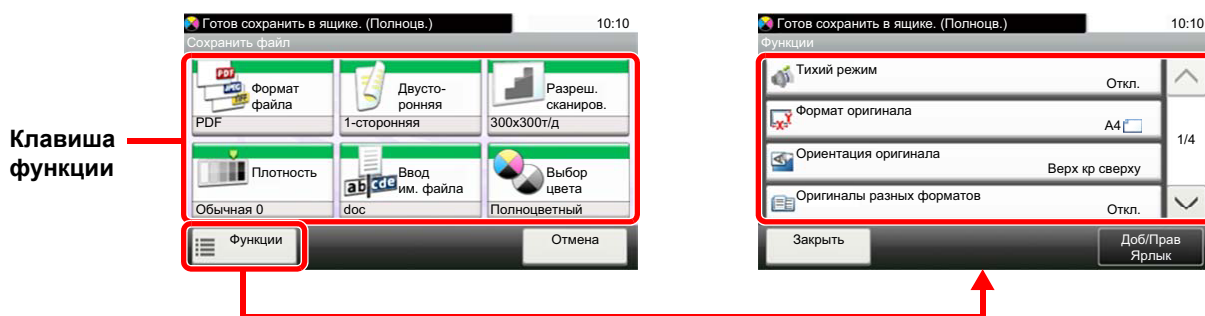 Готов сохранить в ящике. (Полноцв.) 10:10
Сохранить файл
PDF
Формат
файла
PDF
Двусто-
ронняя
1-сторонняя
Разреш.
сканиров.
300x300т/д
Клавиша
функции
Плотность
Обычная 0
ab cde
Ввод
им. файла
doc
Выбор
цвета
Полноцветный
Функции
Отмена
Готов сохранить в ящике. (Полноцв.) 10:10
Функции
Тихий режим
Откл.
Формат оригинала
A4
1/4
Ориентация оригинала
Верх кр сверху
Оригиналы разных форматов
Откл.
Закрыть
Доб/Прав
Ярлык